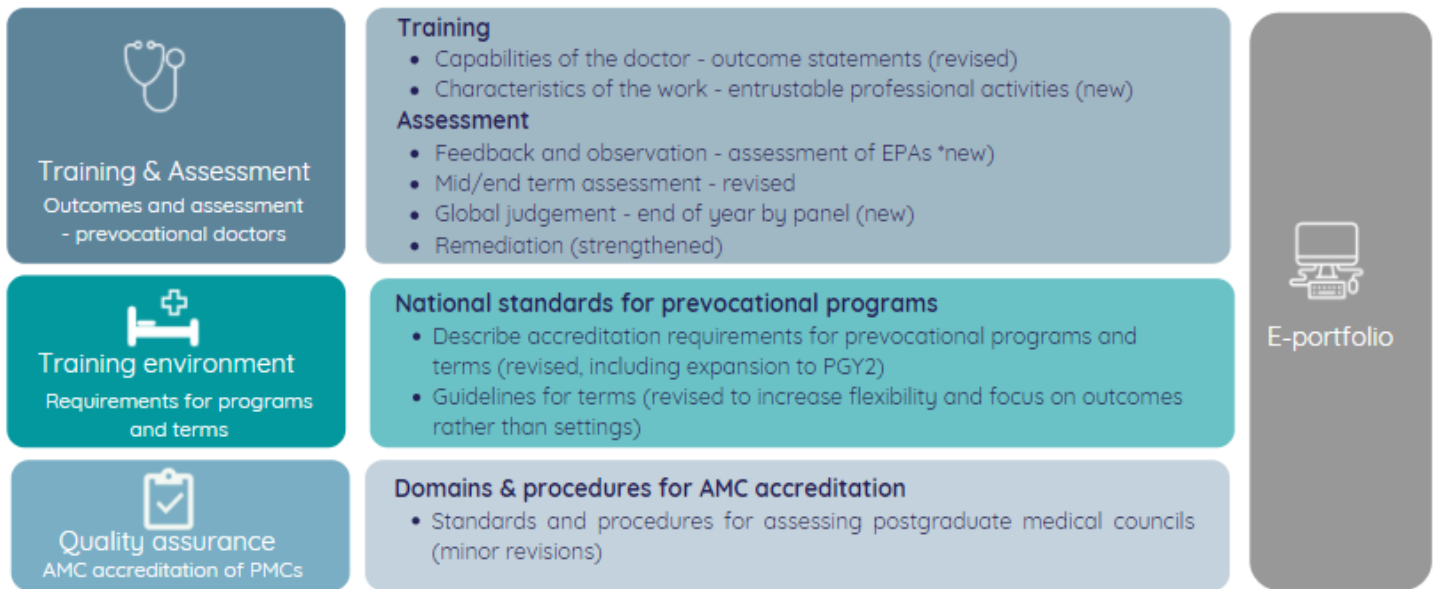 Training & Assessment
Outcomes and assessment
- prevocational doctors
Training
• Capabilities of the doctor - outcome statements (revised)
• Characteristics of the work - entrustable professional activities (new)
Assessment
• Feedback and observation - assessment of EPAs *new)
• Mid/end term assessment - revised
• Global judgement - end of year by panel (new)
• Remediation (strengthened)
Training environment
Requirements for programs
and terms
National standards for prevocational programs
• Describe accreditation requirements for prevocational programs and
terms (revised, including expansion to PGY2)
• Guidelines for terms (revised to increase flexibility and focus on outcomes
rather than settings)
Quality assurance
AMC accreditation of PMCs
Domains & procedures for AMC accreditation
• Standards and procedures for assessing postgraduate medical councils
(minor revisions)
E-portfolio